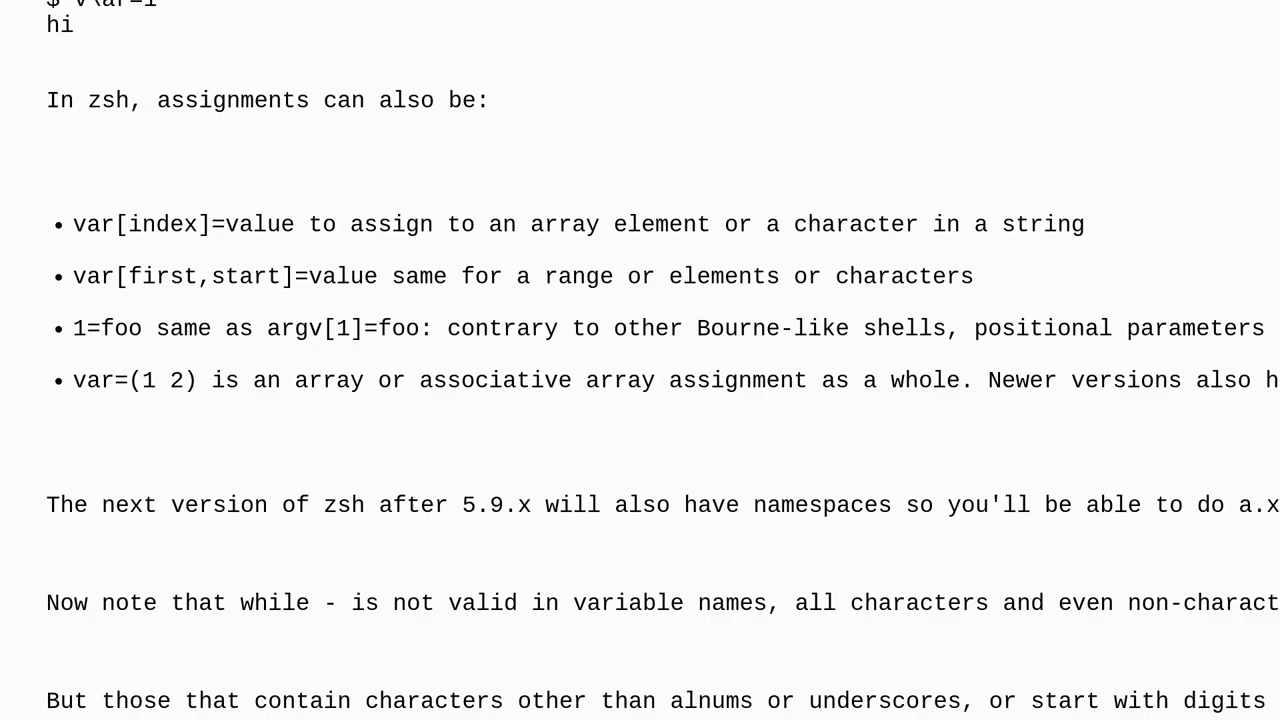 $ v\ar=1
hi
In zsh, assignments can also be:
• var[index]=value to assign to an array element or a character in a string
• var[first,start]=value same for a range or elements or characters
• 1=foo same as argv[1]=foo: contrary to other Bourne-like shells, positional parameters
• var=(1 2) is an array or associative array assignment as a whole. Newer versions also h
The next version of zsh after 5.9.x will also have namespaces so you'll be able to do a.x
Now note that while - is not valid in variable names, all characters and even non-charact
But those that contain characters other than alnums or underscores, or start with digits